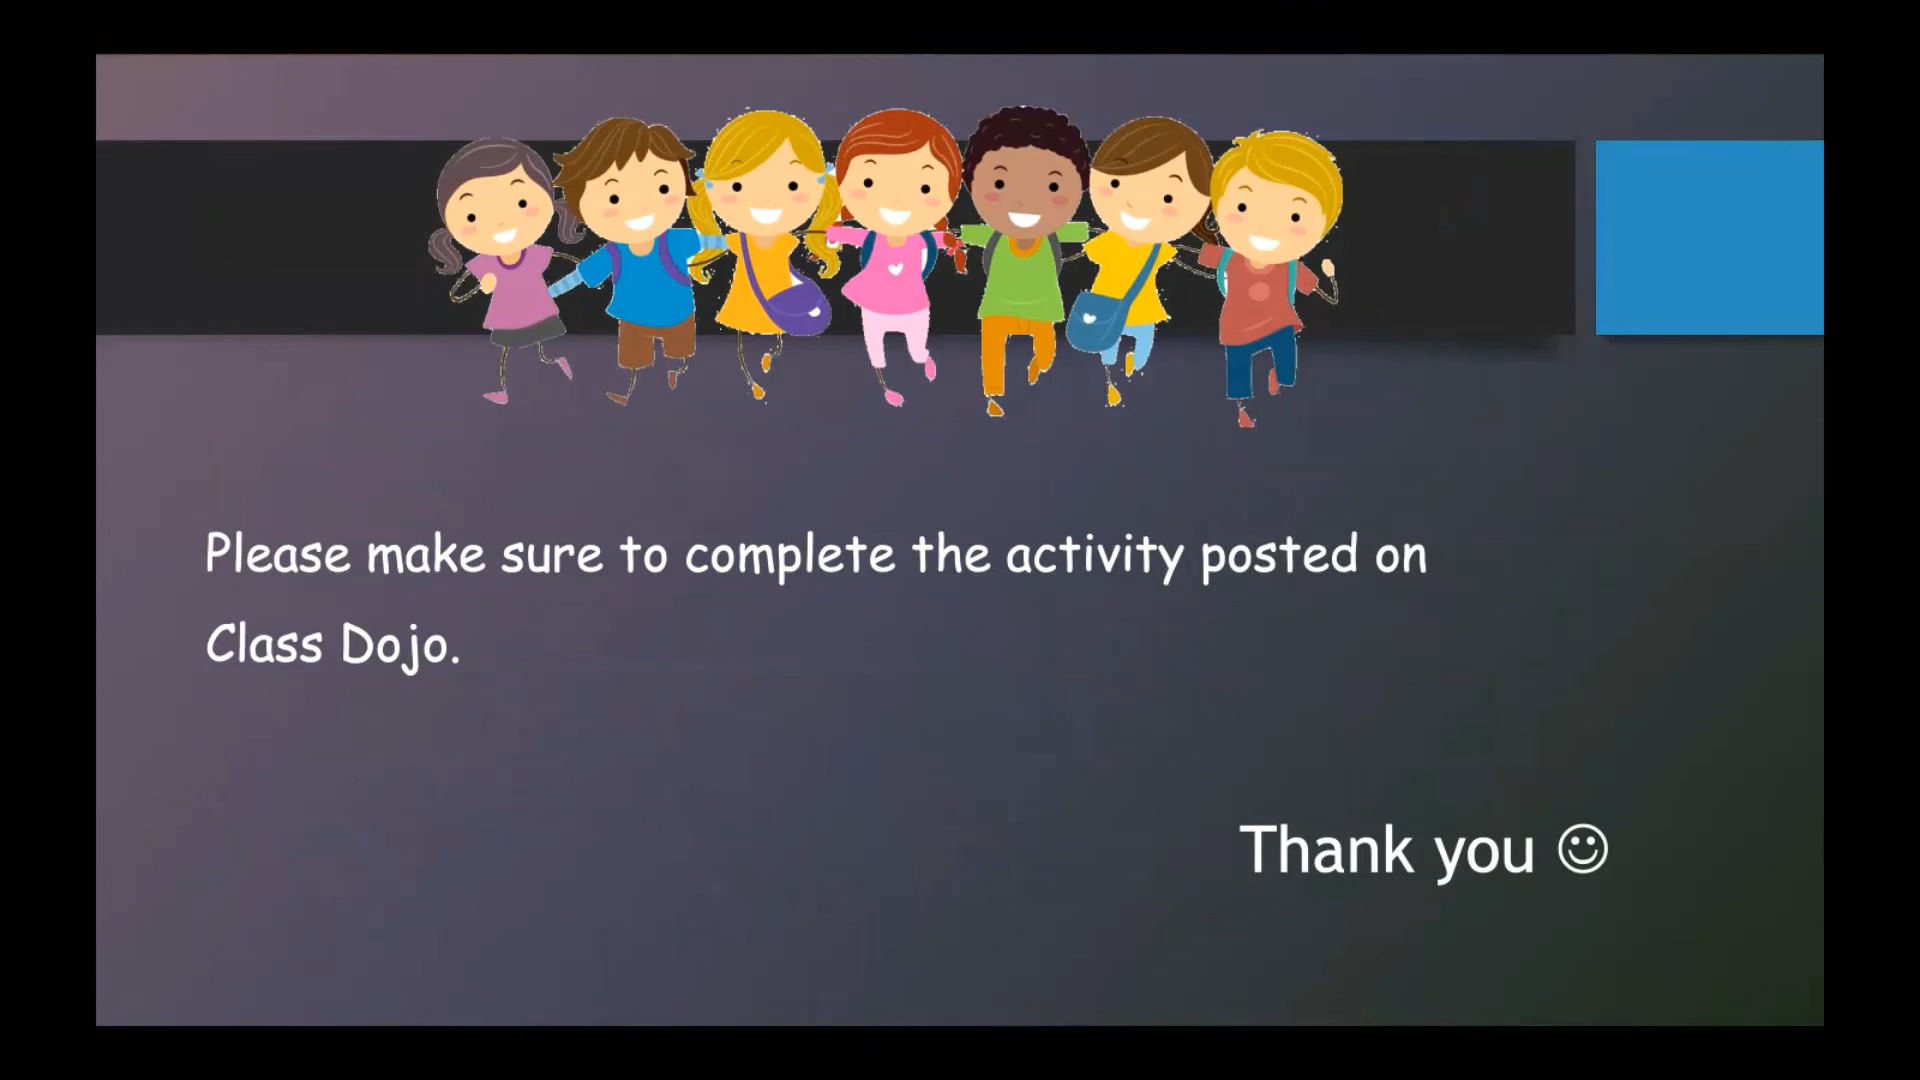 Please make sure to complete the activity posted on
Class Dojo.
Thank you ☺